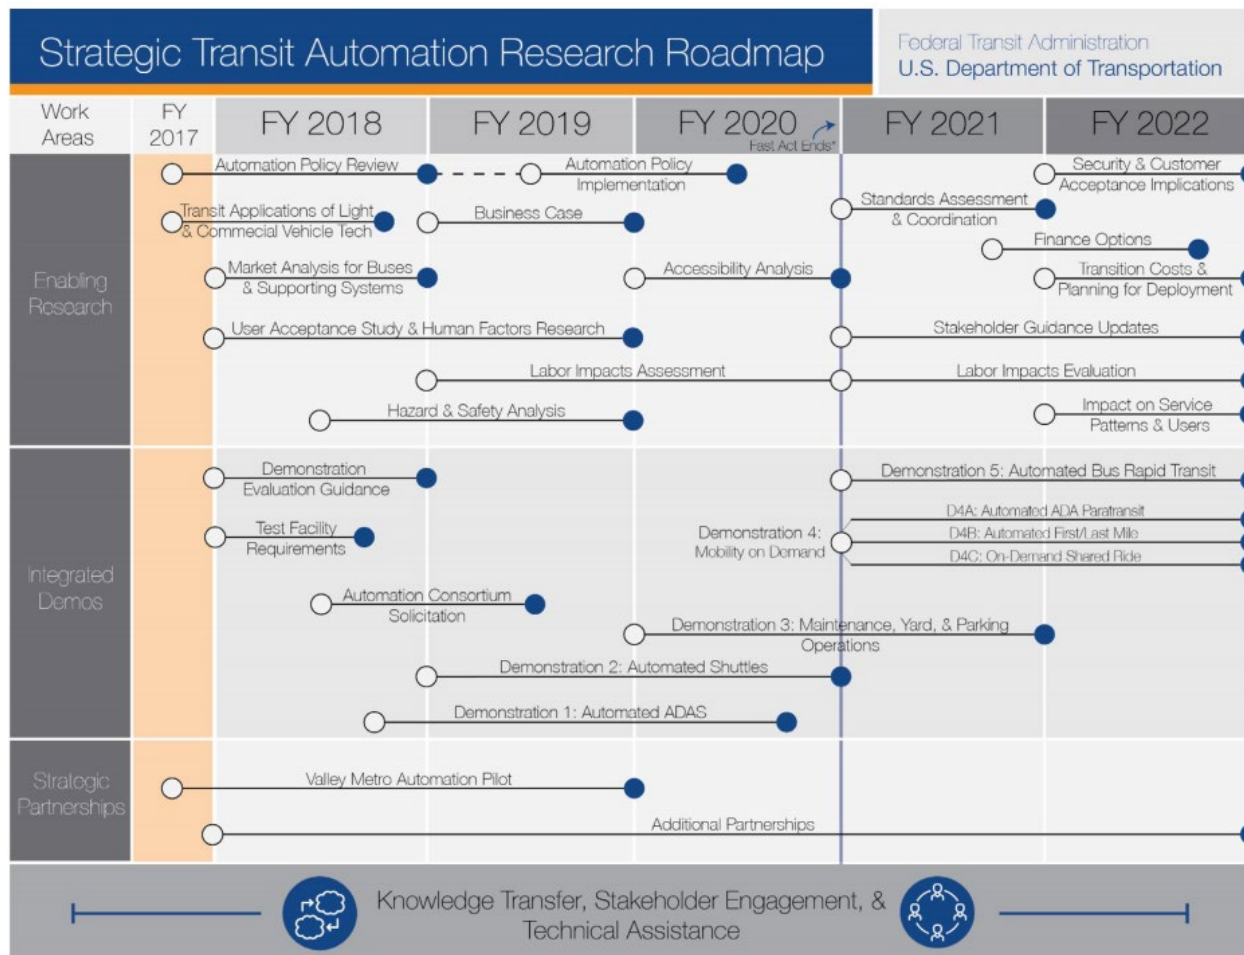 Strategic Transit Automation Research Roadmap
Federal Transit Administration
U.S. Department of Transportation
Work
Areas
FY
2017
FY 2018
FY 2019
FY 2020
Fast Act Ends*
FY 2021
FY 2022
Enabling
Research
Automation Policy Review
Automation Policy
Implementation
Security & Customer
Acceptance Implications
Transit Applications of Light
& Commecial Vehicle Tech
Business Case
Standards Assessment
& Coordination
Finance Options
Market Analysis for Buses
& Supporting Systems
Accessibility Analysis
Transition Costs &
Planning for Deployment
User Acceptance Study & Human Factors Research
Stakeholder Guidance Updates
Labor Impacts Assessment
Labor Impacts Evaluation
Hazard & Safety Analysis
Impact on Service
Patterns & Users
Integrated
Demos
Demonstration
Evaluation Guidance
Demonstration 5: Automated Bus Rapid Transit
Test Facility
Requirements
Demonstration 4:
Mobility on Demand
D4A: Automated ADA Paratransit
D4B: Automated First/Last Mile
D4C: On-Demand Shared Ride
Automation Consortium
Solicitation
Demonstration 3: Maintenance, Yard, & Parking
Operations
Demonstration 2: Automated Shuttles
Demonstration 1: Automated ADAS
Strategic
Partnerships
Valley Metro Automation Pilot
Additional Partnerships
Knowledge Transfer, Stakeholder Engagement, &
Technical Assistance